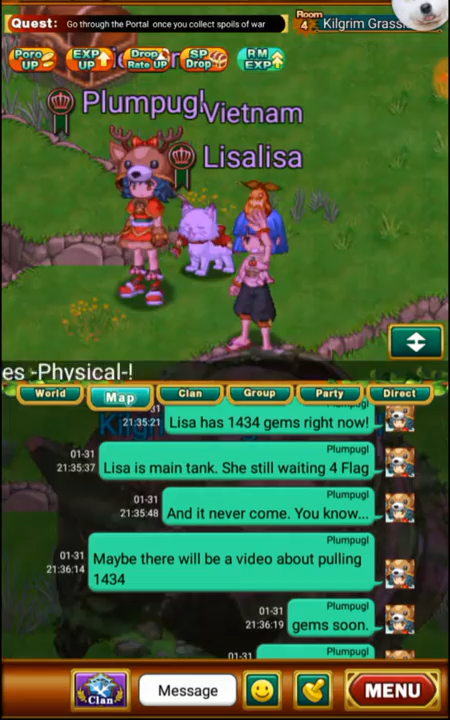 Quest: Go through the Portal once you collect spoils of war
Room 4 Kilgrim Grass
Poro UP EXP UP Drop Rate UP SP Drop RM EXP
Plumpugl
Vietnam
Lisalisa
es -Physical-!
World Map Clan Group Party Direct
Plumpugl
31
21:35:21 Lisa has 1434 gems right now!
Plumpugl
01-31
21:35:37 Lisa is main tank. She still waiting 4 Flag
Plumpugl
01-31
21:35:48 And it never come. You know...
Plumpugl
01-31
21:36:14 Maybe there will be a video about pulling
1434
Plumpugl
01-31
21:36:19 gems soon.
Plumpugl
01-31
Clan Message MENU